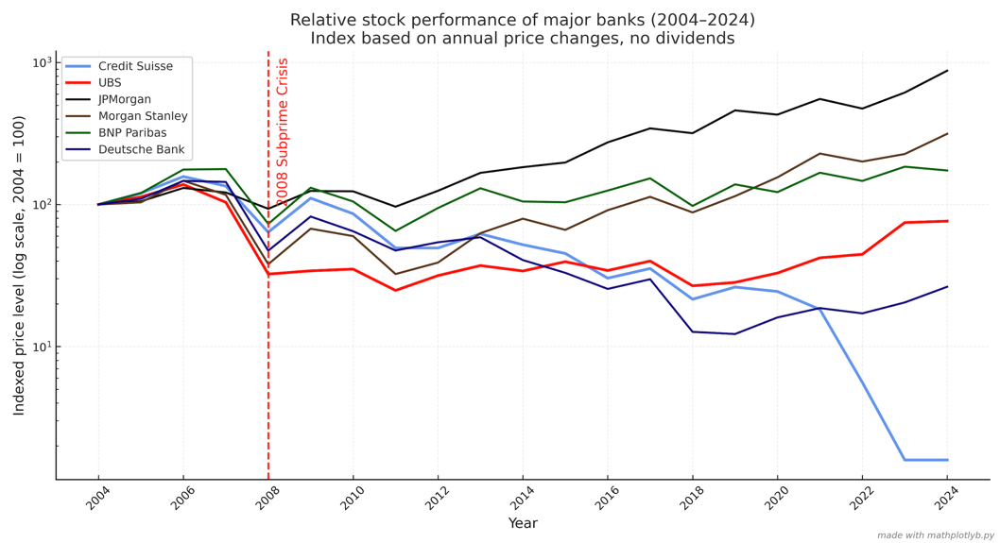 Relative stock performance of major banks (2004–2024)
Index based on annual price changes, no dividends
Indexed price level (log scale, 2004 = 100)
10³
10²
10¹
Credit Suisse
UBS
JPMorgan
Morgan Stanley
BNP Paribas
Deutsche Bank
2008 Subprime Crisis
2004
2006
2008
2010
2012
2014
2016
2018
2020
2022
2024
Year
made with mathplotlyb.py